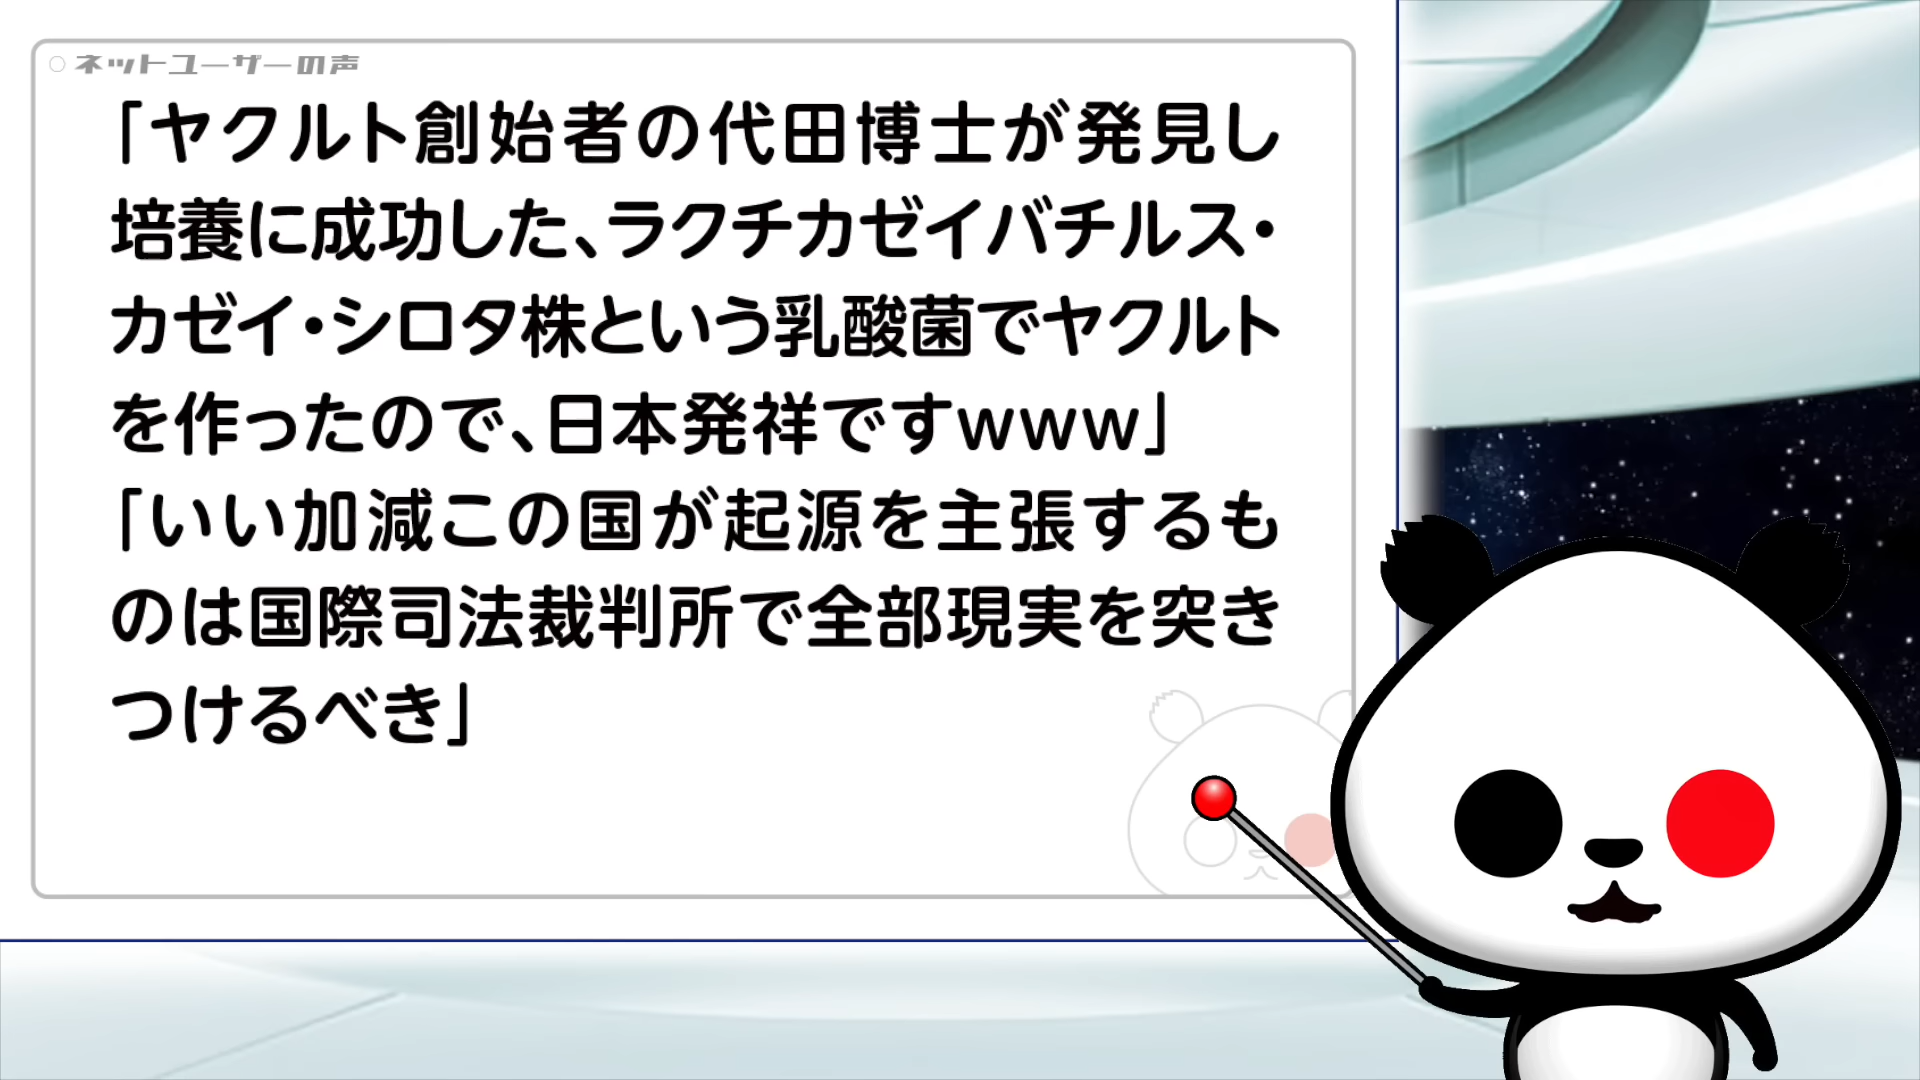 ネットユーザーの声
「ヤクルト創始者の代田博士が発見し
培養に成功した、ラクチカゼイバチルス・
カゼイ・シロタ株という乳酸菌でヤクルト
を作ったので、日本発祥ですwww」
「いい加減この国が起源を主張するも
のは国際司法裁判所で全部現実を突き
つけるべき」